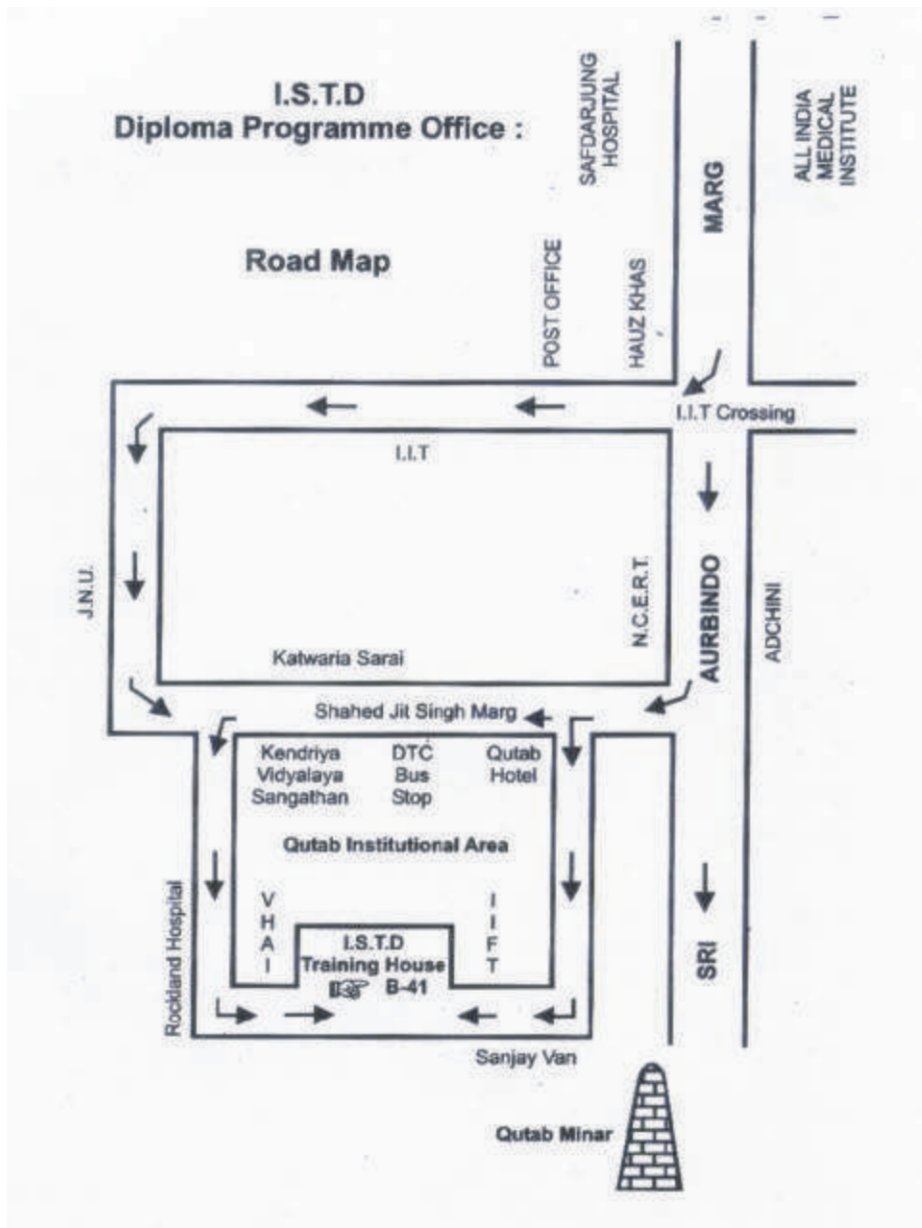 I.S.T.D
Diploma Programme Office :
SAFDARJUNG
HOSPITAL
ALL INDIA
MEDICAL
INSTITUTE
MARG
Road Map
POST OFFICE
HAUZ KHAS
I.I.T Crossing
I.I.T
J.N.U.
N.C.E.R.T.
AURBINDO
ADCHINI
Katwaria Sarai
Shahed Jit Singh Marg
Kendriya
Vidyalaya
Sangathan
DTC
Bus
Stop
Qutab
Hotel
Qutab Institutional Area
Rockland Hospital
VHAI
I.S.T.D
Training House
B-41
IIFT
SRI
Sanjay Van
Qutab Minar